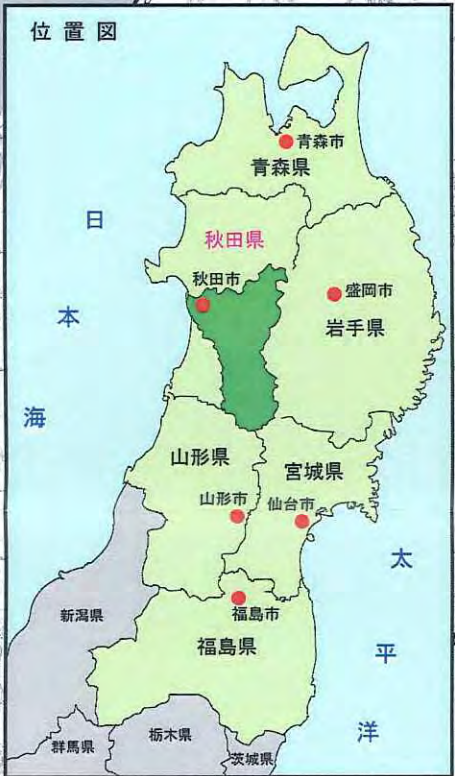 位置図
青森市
青森県
秋田県
秋田市
盛岡市
岩手県
日本海
山形県
宮城県
山形市
仙台市
太平洋
新潟県
福島市
福島県
群馬県
栃木県
茨城県